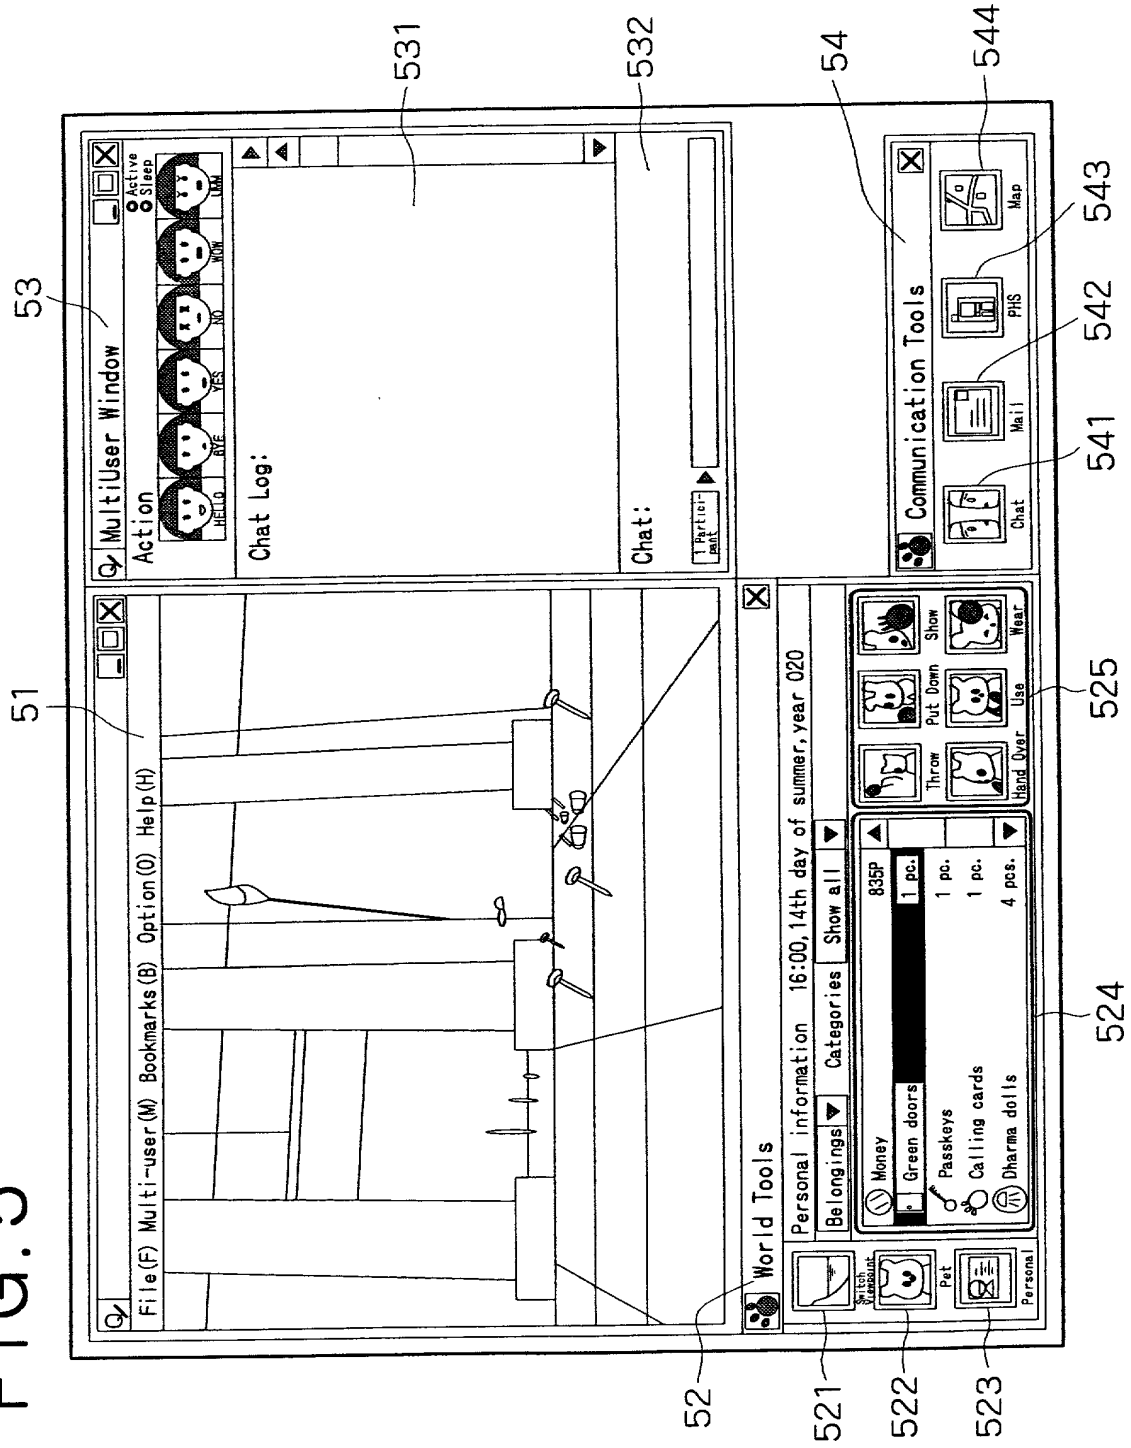 FIG.5
51
File(F) Multi-user(M) Bookmarks(B) Option(O) Help(H)
53
MultiUser Window
Action
Active
Sleep
HELLO BYE YES NO WOW UMM
Chat Log:
531
Chat:
532
1 Partici-
pant
52
World Tools
Personal information 16:00,14th day of summer,year 020
Belongings Categories Show all
521
Switch
Viewpoint
522
Pet
523
Personal
Money 835P
Green doors 1 pc.
Passkeys 1 pc.
Calling cards 1 pc.
Dharma dolls 4 pcs.
524
Throw Put Down Show
Hand Over Use Wear
525
54
Communication Tools
Chat Mail PHS Map
541
542
543
544